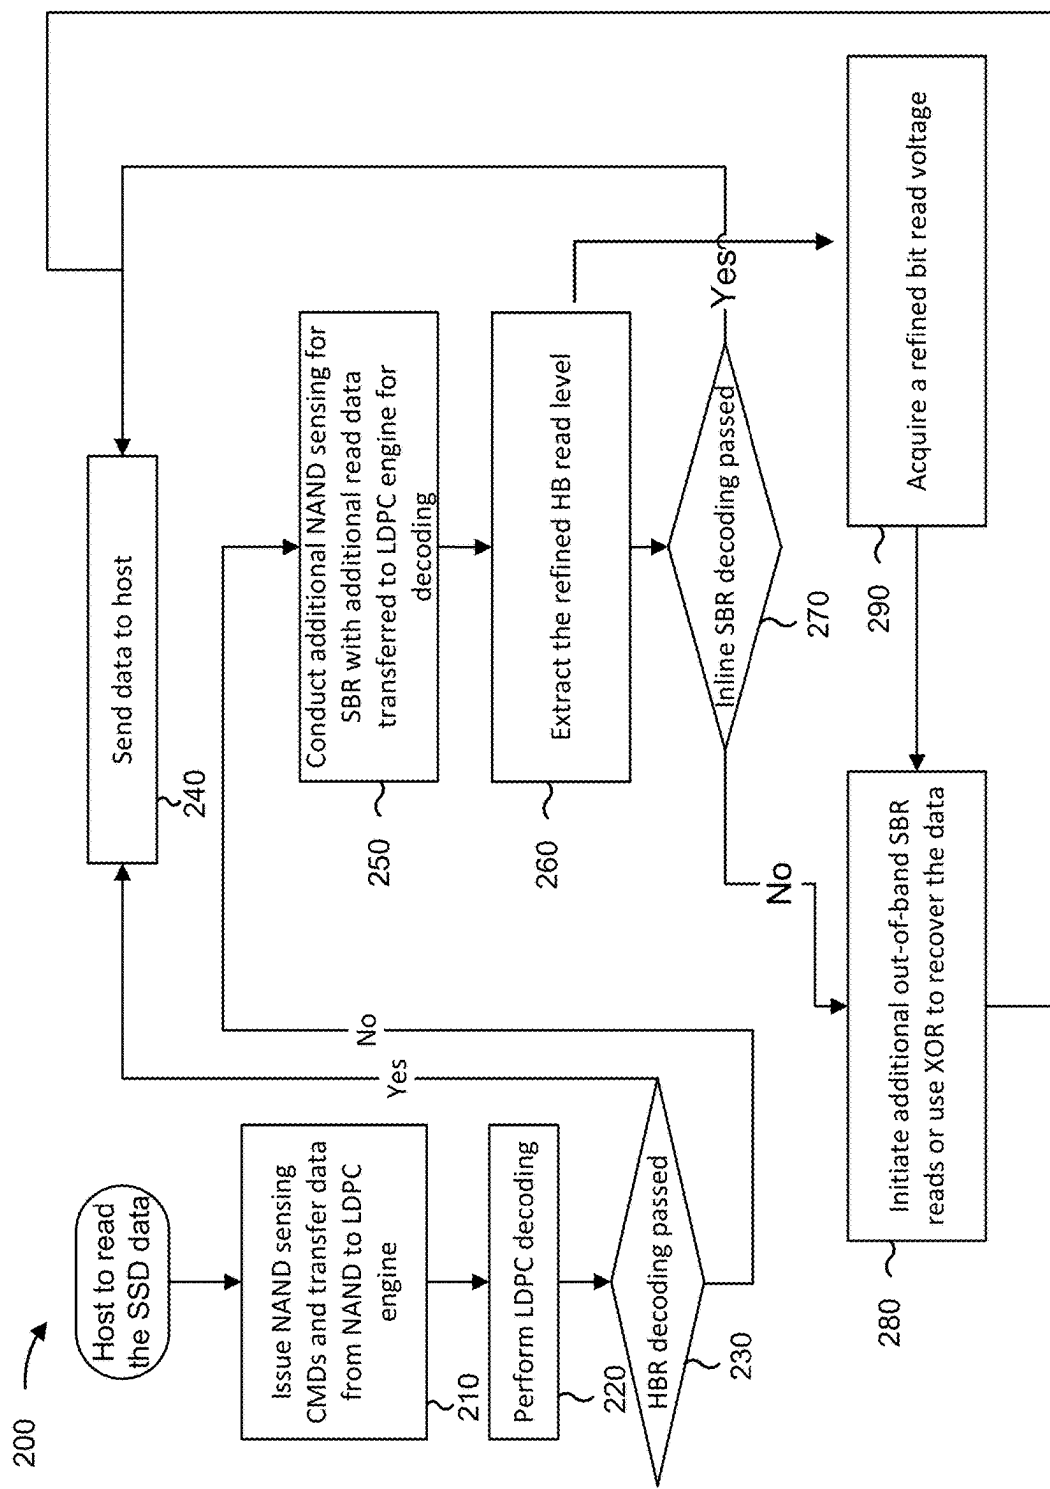 200
Host to read
the SSD data
Issue NAND sensing
CMDs and transfer data
from NAND to LDPC
engine
210
Perform LDPC decoding
220
HBR decoding passed
230
Yes
No
Send data to host
240
Conduct additional NAND sensing for
SBR with additional read data
transferred to LDPC engine for
decoding
250
Extract the refined HB read level
260
Inline SBR decoding passed
270
Yes
No
Initiate additional out-of-band SBR
reads or use XOR to recover the data
280
Acquire a refined bit read voltage
290